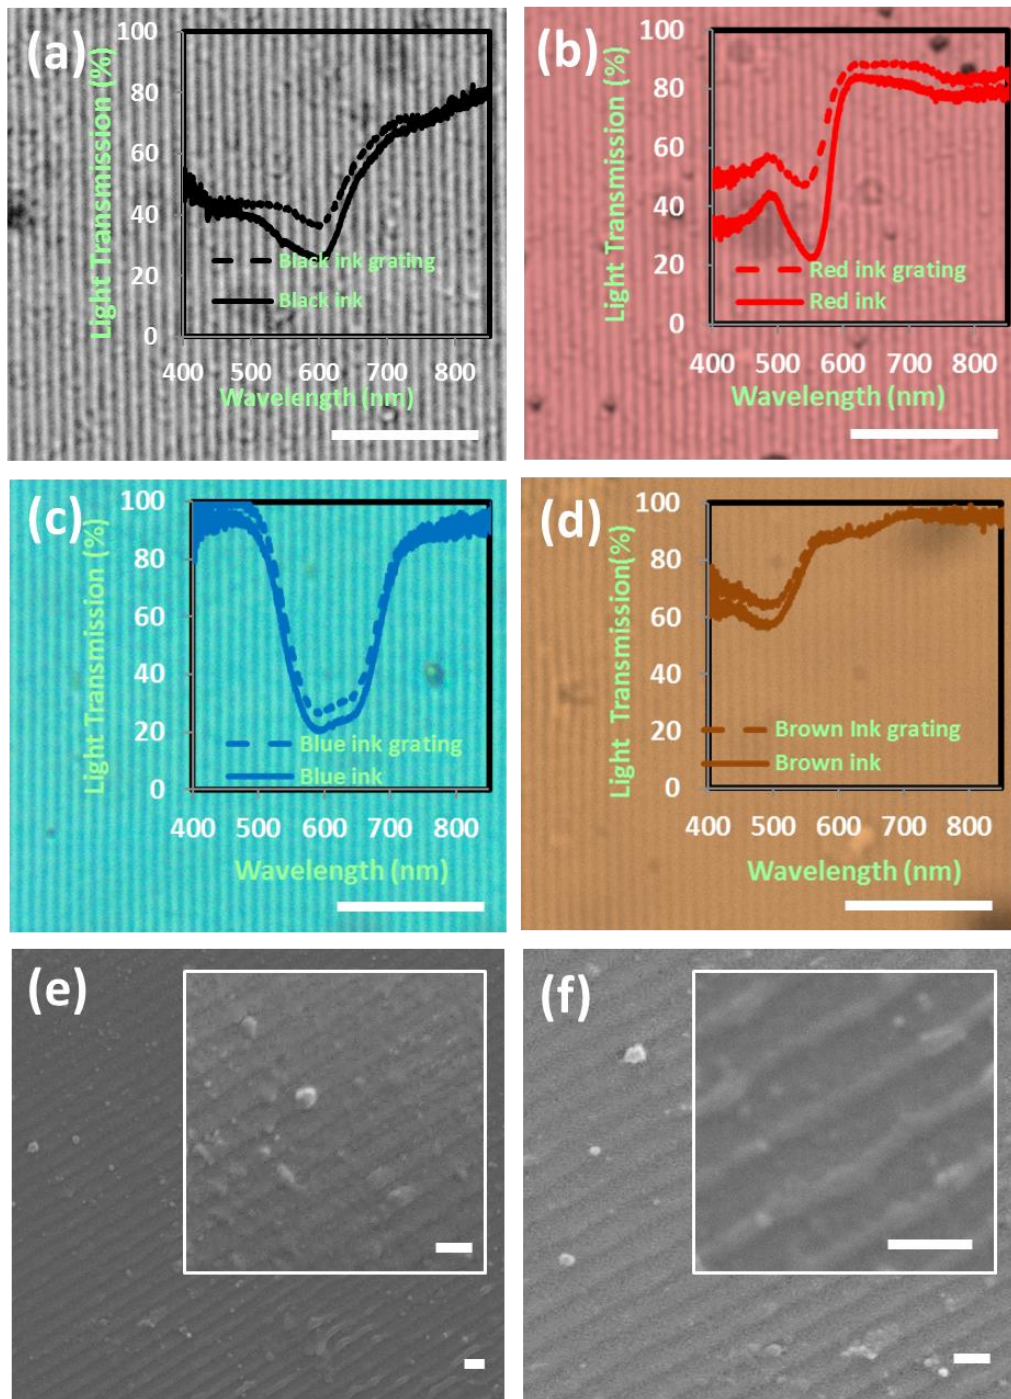 (a)
Light Transmission (%)
100
80
60
40
20
0
Black ink grating
Black ink
400 500 600 700 800
Wavelength (nm)
(b)
Light Transmission (%)
100
80
60
40
20
0
Red ink grating
Red ink
400 500 600 700 800
Wavelength (nm)
(c)
Light Transmission (%)
100
80
60
40
20
0
Blue ink grating
Blue ink
400 500 600 700 800
Wavelength (nm)
(d)
Light Transmission(%)
100
80
60
40
20
0
Brown Ink grating
Brown ink
400 500 600 700 800
Wavelength (nm)
(e)
(f)